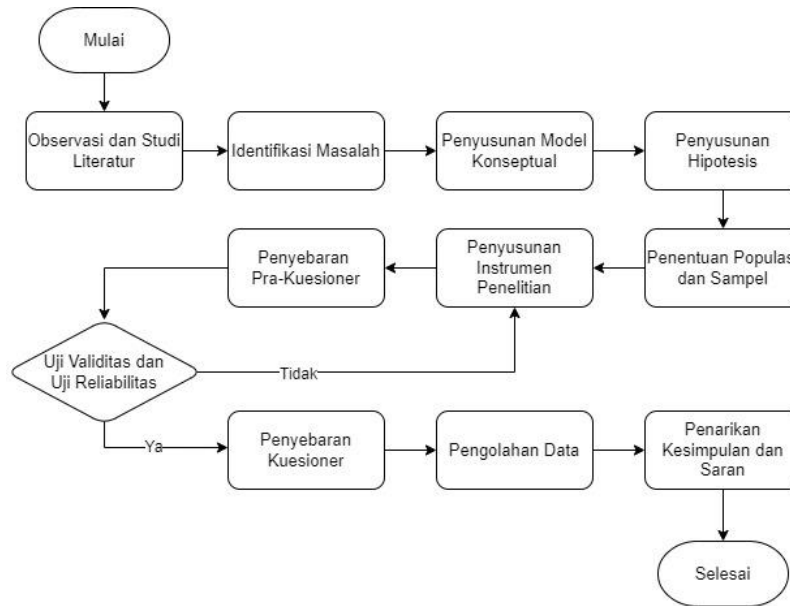 Mulai
Observasi dan Studi
Literatur
Identifikasi Masalah
Penyusunan Model
Konseptual
Penyusunan
Hipotesis
Penentuan Populas
dan Sampel
Penyusunan
Instrumen
Penelitian
Penyebaran
Pra-Kuesioner
Uji Validitas dan
Uji Reliabilitas
Tidak
Ya
Penyebaran
Kuesioner
Pengolahan Data
Penarikan
Kesimpulan dan
Saran
Selesai